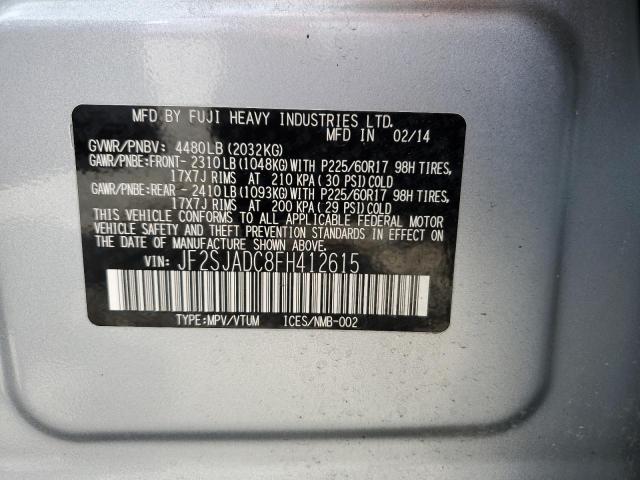 MFD BY FUJI HEAVY INDUSTRIES LTD.
MFD IN 02/14
GVWR/PNBV: 4480LB (2032KG)
GAWR/PNBE:FRONT- 2310LB (1048KG) WITH P225/60R17 98H TIRES,
17X7J RIMS AT 210 KPA (30 PSI) COLD
GAWR/PNBE:REAR - 2410LB (1093KG) WITH P225/60R17 98H TIRES,
17X7J RIMS AT 200 KPA (29 PSI) COLD
THIS VEHICLE CONFORMS TO ALL APPLICABLE FEDERAL MOTOR
VEHICLE SAFETY AND THEFT PREVENTION STANDARDS IN EFFECT ON
THE DATE OF MANUFACTURE SHOWN ABOVE.
VIN: JF2SJADC8FH412615
TYPE:MPV/VTUM ICES/NMB-002